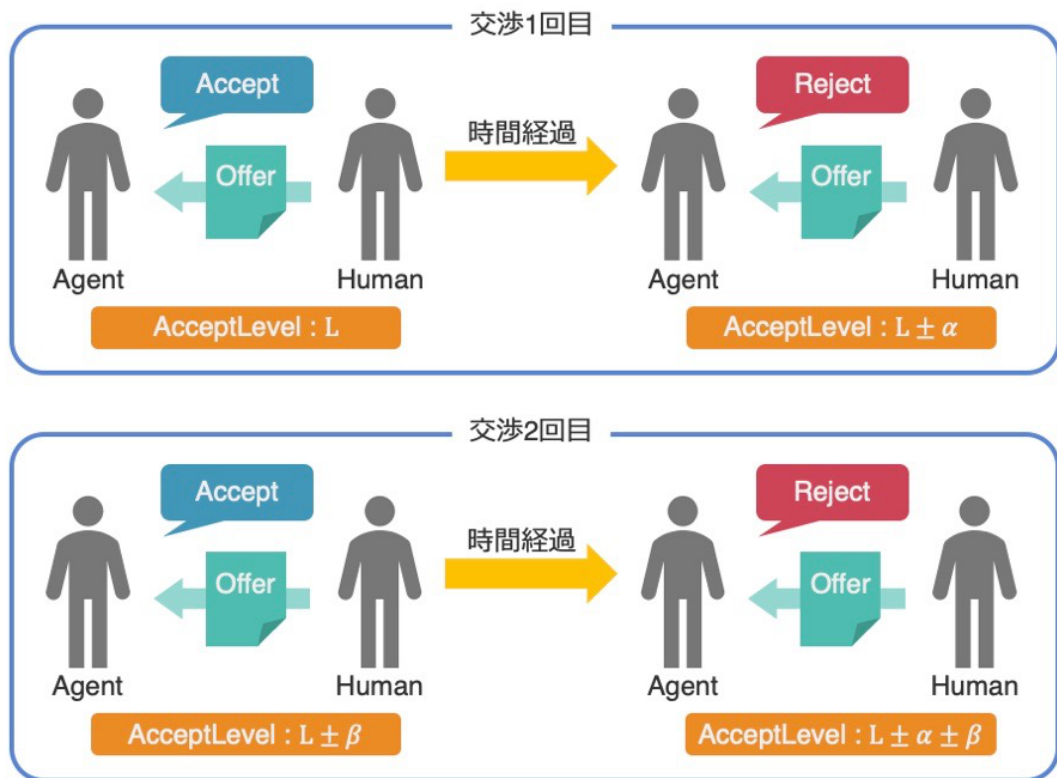 交渉1回目
Accept
Reject
時間経過
Offer
Offer
Agent
Human
Agent
Human
AcceptLevel : L
AcceptLevel : L ± α
交渉2回目
Accept
Reject
時間経過
Offer
Offer
Agent
Human
Agent
Human
AcceptLevel : L ± β
AcceptLevel : L ± α ± β